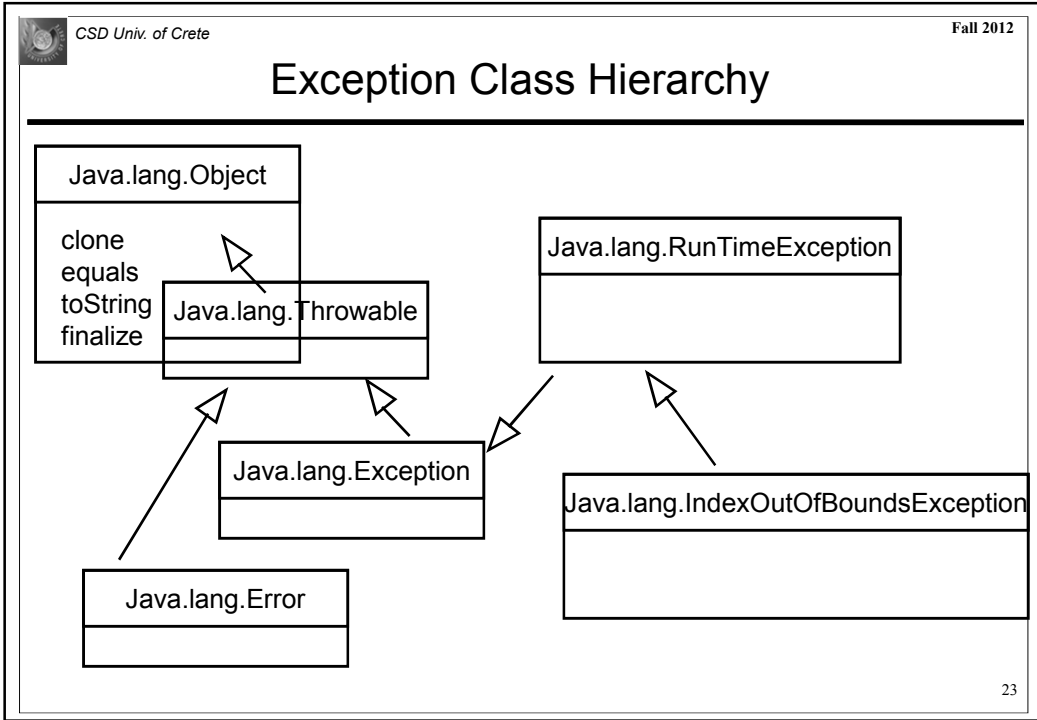 CSD Univ. of Crete
Fall 2012
Exception Class Hierarchy
Java.lang.Object
clone
equals
toString
finalize
Java.lang.Throwable
Java.lang.RunTimeException
Java.lang.Exception
Java.lang.IndexOutOfBoundsException
Java.lang.Error
23